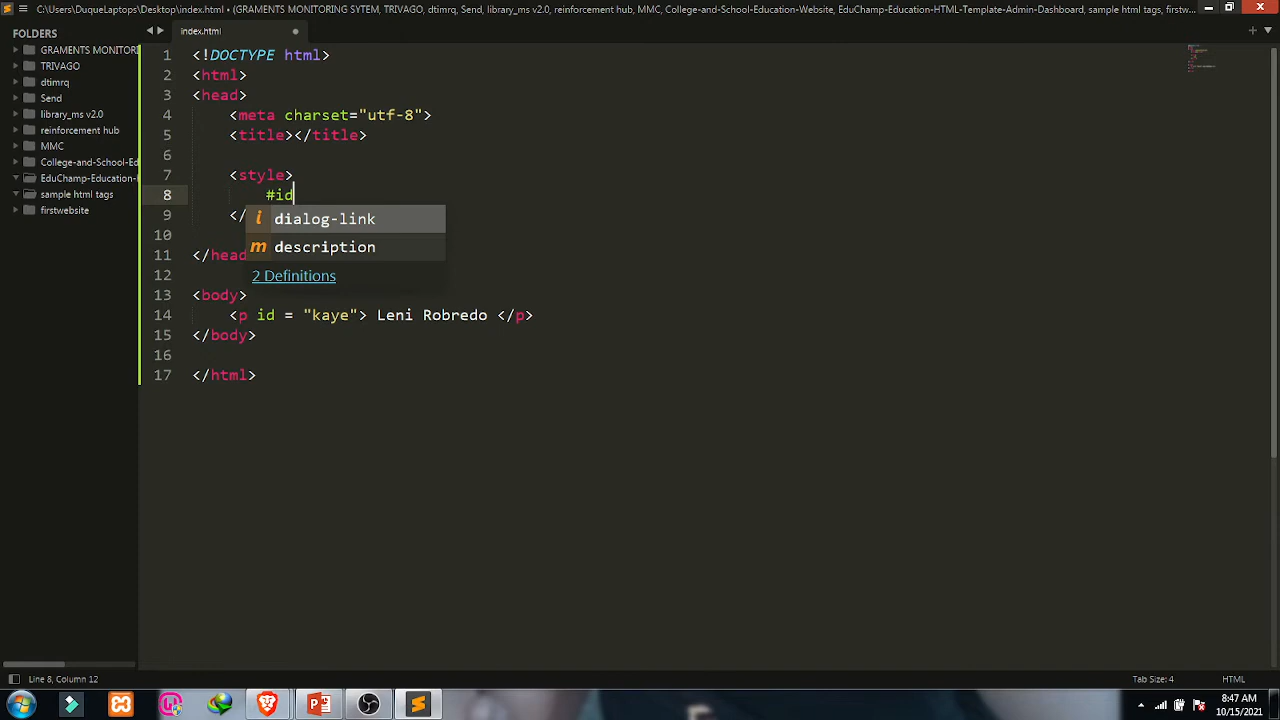 C:\Users\DuqueLaptops\Desktop\index.html • (GRAMENTS MONITORING SYTEM, TRIVAGO, dtimrq, Send, library_ms v2.0, reinforcement hub, MMC, College-and-School-Education-Website, EduChamp-Education-HTML-Template-Admin-Dashboard, sample html tags, firstw...
FOLDERS
index.html
GRAMENTS MONITORI
TRIVAGO
dtimrq
Send
library_ms v2.0
reinforcement hub
MMC
College-and-School-Ed
EduChamp-Education-
sample html tags
firstwebsite
1 <!DOCTYPE html>
2 <html>
3 <head>
4 <meta charset="utf-8">
5 <title></title>
6
7 <style>
8 #id
9 </
dialog-link
10
m description
11 </head
2 Definitions
12
13 <body>
14 <p id = "kaye"> Leni Robredo </p>
15 </body>
16
17 </html>
Line 8, Column 12
Tab Size: 4
HTML
8:47 AM
10/15/2021